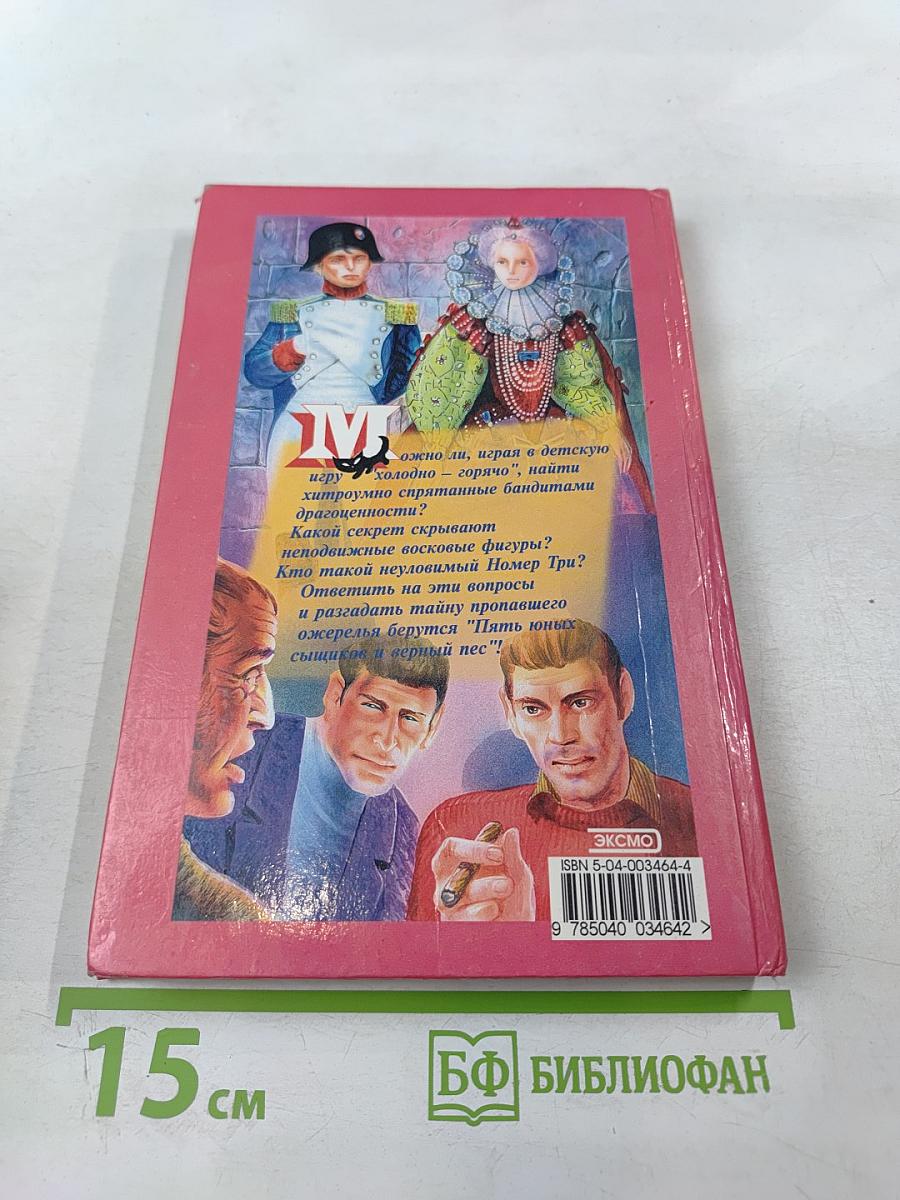 Можно ли, играя в детскую
игру "холодно – горячо", найти
хитроумно спрятанные бандитами
драгоценности?
Какой секрет скрывают
неподвижные восковые фигуры?
Кто такой неуловимый Номер Три?
Ответить на эти вопросы
и разгадать тайну пропавшего
ожерелья берутся "Пять юных
сыщиков и верный пес"!
ЭКСМО
ISBN 5-04-003464-4
9 785040 034642 >
15 см
БФ БИБЛИОФАН